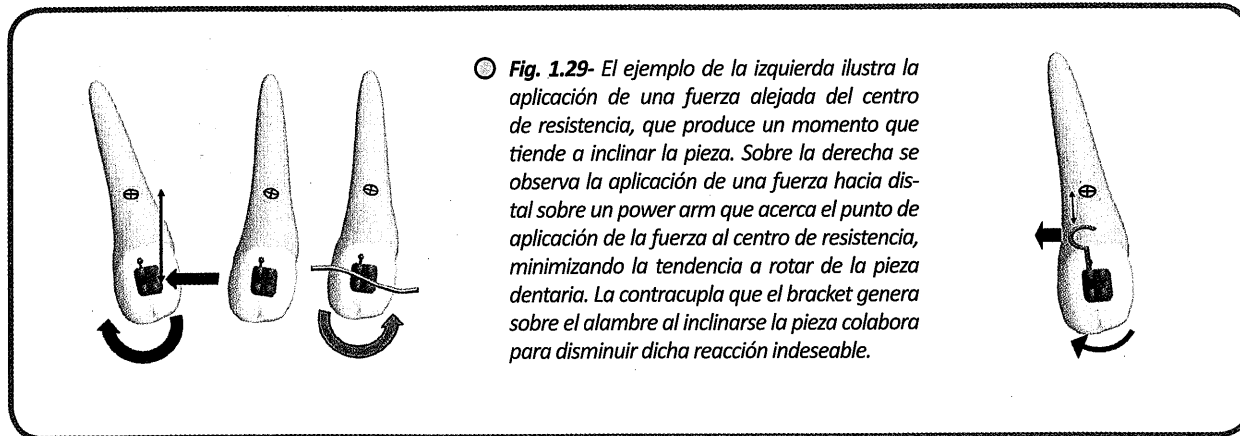 Fig. 1.29- El ejemplo de la izquierda ilustra la
aplicación de una fuerza alejada del centro
de resistencia, que produce un momento que
tiende a inclinar la pieza. Sobre la derecha se
observa la aplicación de una fuerza hacia dis-
tal sobre un power arm que acerca el punto de
aplicación de la fuerza al centro de resistencia,
minimizando la tendencia a rotar de la pieza
dentaria. La contracupla que el bracket genera
sobre el alambre al inclinarse la pieza colabora
para disminuir dicha reacción indeseable.